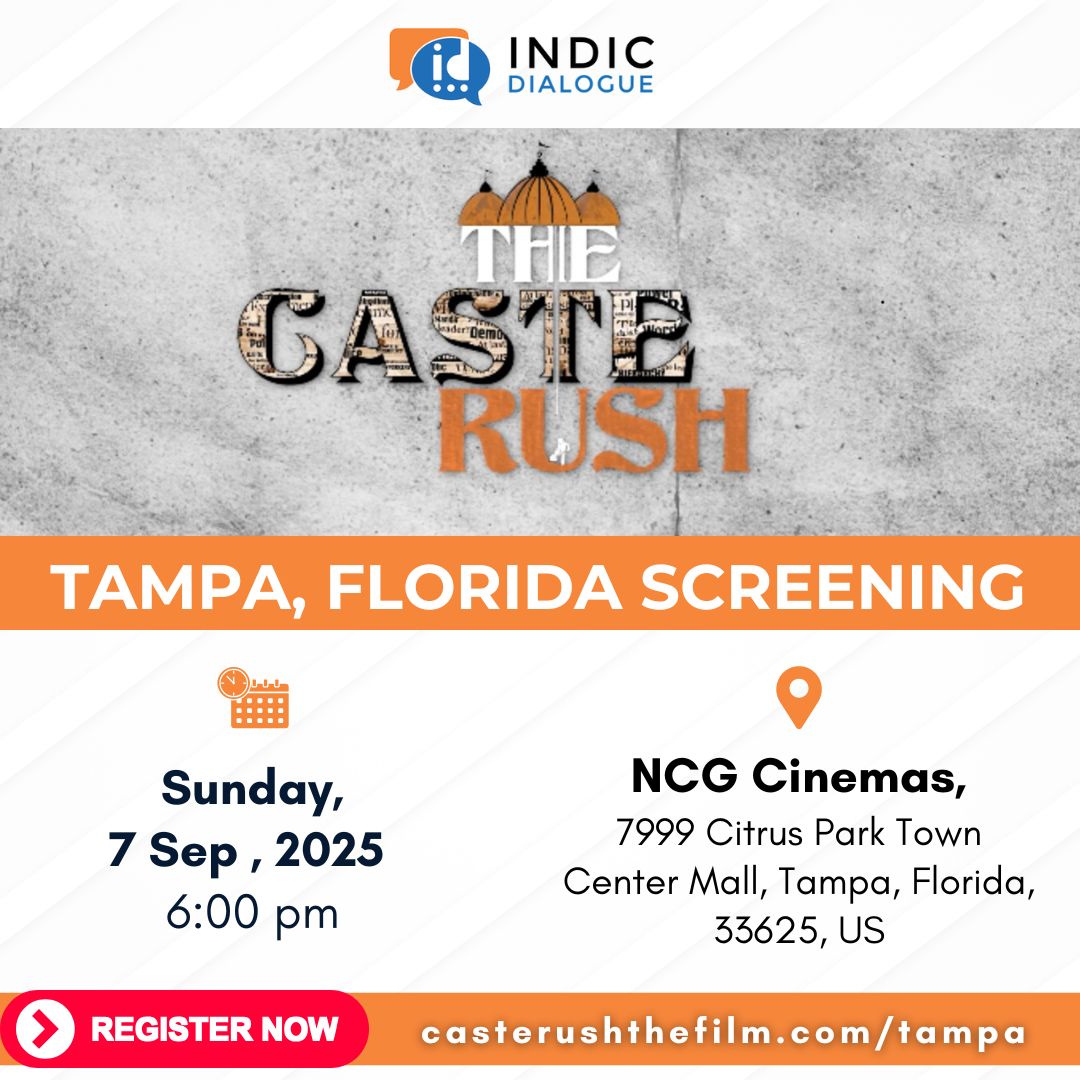 id
INDIC
DIALOGUE
THE
CASTE
RUSH
TAMPA, FLORIDA SCREENING
Sunday,
7 Sep , 2025
6:00 pm
NCG Cinemas,
7999 Citrus Park Town
Center Mall, Tampa, Florida,
33625, US
REGISTER NOW
casterushthefilm.com/tampa